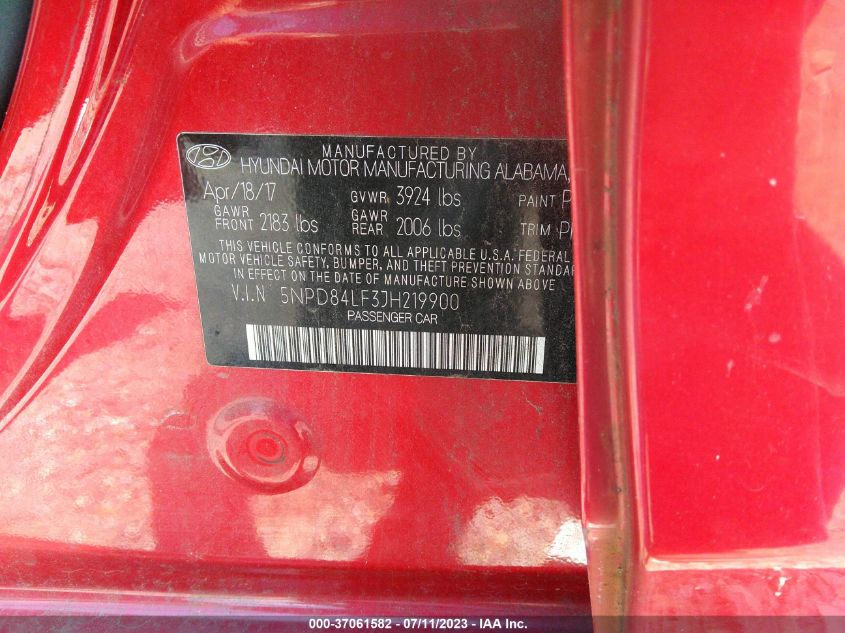 MANUFACTURED BY
HYUNDAI MOTOR MANUFACTURING ALABAMA,
Apr/18/17 GVWR 3924 lbs PAINT P
GAWR FRONT 2183 lbs GAWR REAR 2006 lbs TRIM
THIS VEHICLE CONFORMS TO ALL APPLICABLE U.S.A. FEDERAL
MOTOR VEHICLE SAFETY, BUMPER, AND THEFT PREVENTION STANDAR
IN EFFECT ON THE DATE OF MANUFACTURE SHOWN ABOVE
V.I.N 5NPD84LF3JH219900
PASSENGER CAR
000-37061582 - 07/11/2023 - IAA Inc.